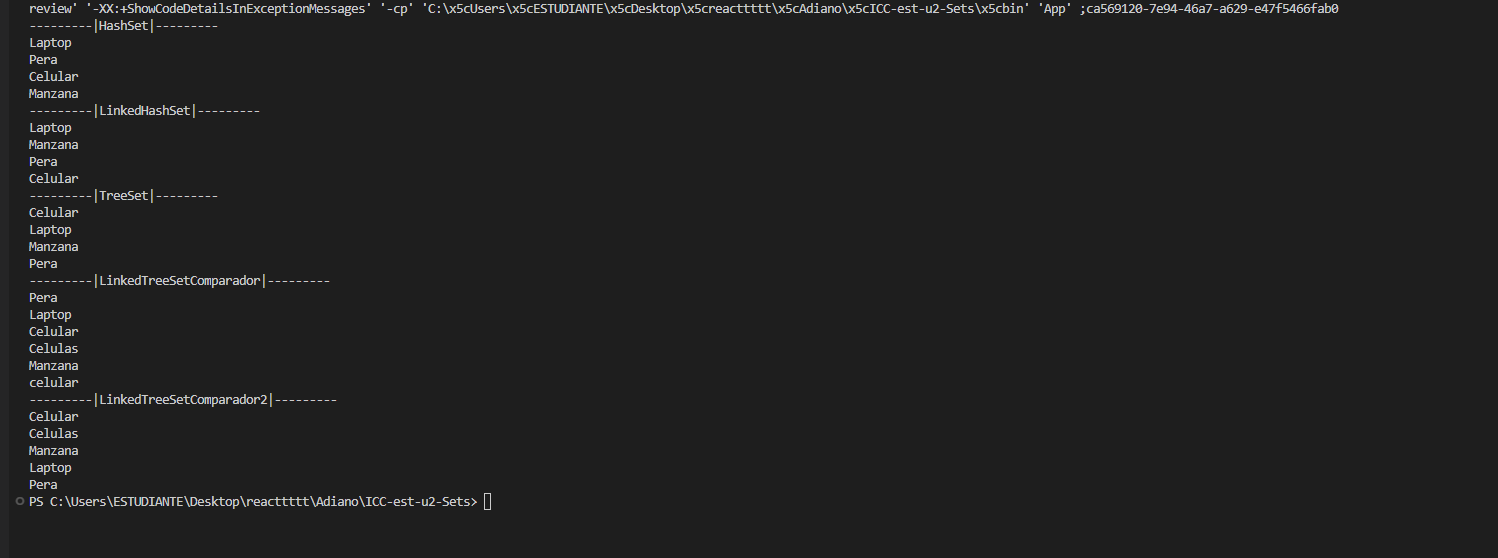 review' '-XX:+ShowCodeDetailsInExceptionMessages' '-cp' 'C:\x5cUsers\x5cESTUDIANTE\x5cDesktop\x5creacttttt\x5cAdiano\x5cICC-est-u2-Sets\x5cbin' 'App' ;ca569120-7e94-46a7-a629-e47f5466fab0
---------|HashSet|---------
Laptop
Pera
Celular
Manzana
---------|LinkedHashSet|---------
Laptop
Manzana
Pera
Celular
---------|TreeSet|---------
Celular
Laptop
Manzana
Pera
---------|LinkedTreeSetComparador|---------
Pera
Laptop
Celular
Celulas
Manzana
celular
---------|LinkedTreeSetComparador2|---------
Celular
Celulas
Manzana
Laptop
Pera
PS C:\Users\ESTUDIANTE\Desktop\reacttttt\Adiano\ICC-est-u2-Sets>